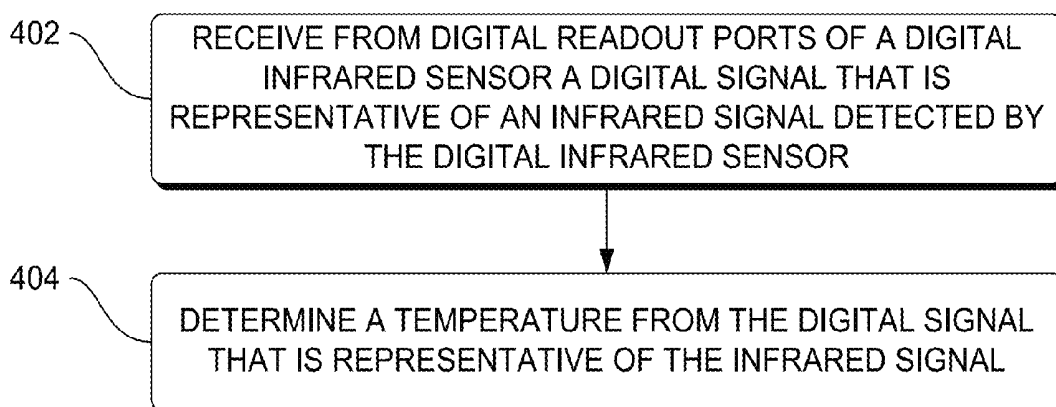 402
RECEIVE FROM DIGITAL READOUT PORTS OF A DIGITAL
INFRARED SENSOR A DIGITAL SIGNAL THAT IS
REPRESENTATIVE OF AN INFRARED SIGNAL DETECTED BY
THE DIGITAL INFRARED SENSOR
404
DETERMINE A TEMPERATURE FROM THE DIGITAL SIGNAL
THAT IS REPRESENTATIVE OF THE INFRARED SIGNAL